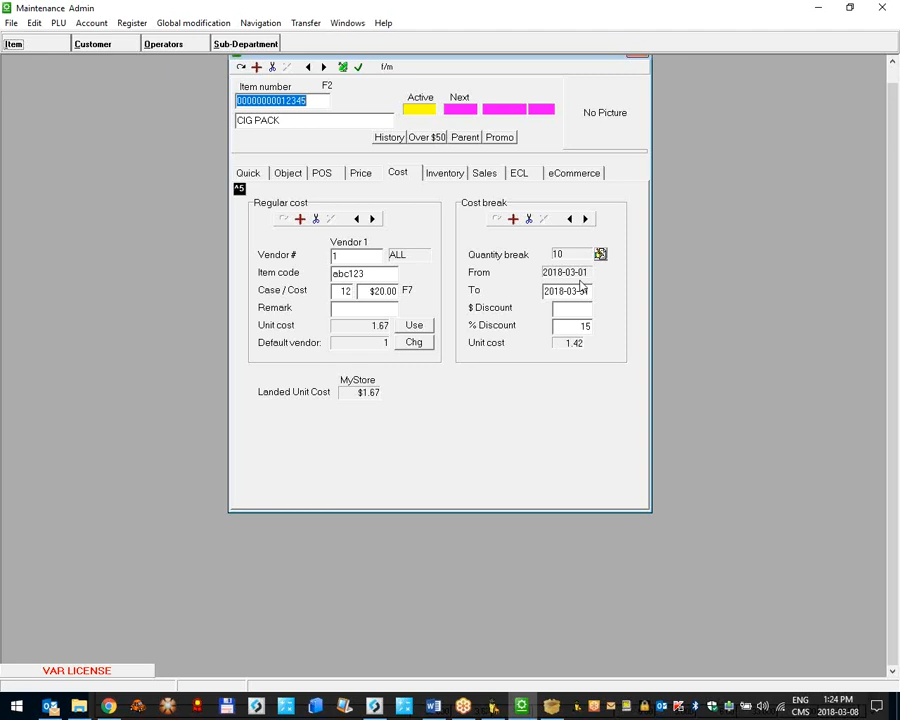 Maintenance Admin
File Edit PLU Account Register Global modification Navigation Transfer Windows Help
Item Customer Operators Sub-Department
f/m
Item number F2
00000000012345
CIG PACK
Active Next
No Picture
History Over $50 Parent Promo
Quick Object POS Price Cost Inventory Sales ECL eCommerce
^5
Regular cost
Vendor 1
Vendor # 1 ALL
Item code abc123
Case / Cost 12 $20.00 F7
Remark
Unit cost 1.67 Use
Default vendor: 1 Chg
Cost break
Quantity break 10
From 2018-03-01
To 2018-03-31
$ Discount
% Discount 15
Unit cost 1.42
MyStore
Landed Unit Cost $1.67
VAR LICENSE
ENG 1:24 PM
CMS 2018-03-08